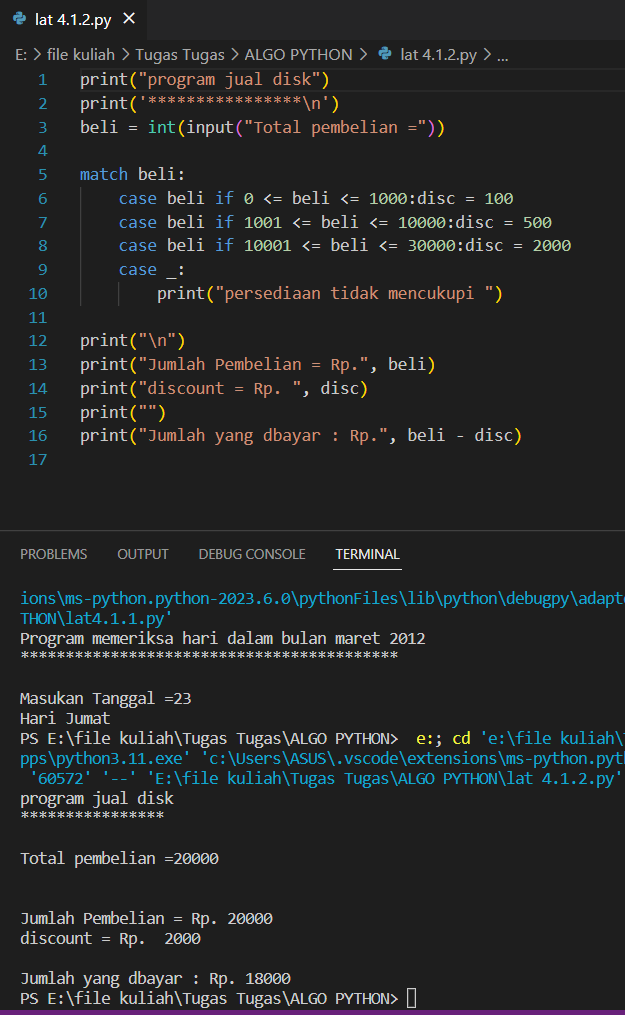 lat 4.1.2.py ×
E: > file kuliah > Tugas Tugas > ALGO PYTHON > lat 4.1.2.py > ...
1 print("program jual disk")
2 print('****************\n')
3 beli = int(input("Total pembelian ="))
4
5 match beli:
6 case beli if 0 <= beli <= 1000:disc = 100
7 case beli if 1001 <= beli <= 10000:disc = 500
8 case beli if 10001 <= beli <= 30000:disc = 2000
9 case _:
10 print("persediaan tidak mencukupi ")
11
12 print("\n")
13 print("Jumlah Pembelian = Rp.", beli)
14 print("discount = Rp. ", disc)
15 print("")
16 print("Jumlah yang dbayar : Rp.", beli - disc)
17
PROBLEMS OUTPUT DEBUG CONSOLE TERMINAL
ions\ms-python.python-2023.6.0\pythonFiles\lib\python\debugpy\adapte
THON\lat4.1.1.py'
Program memeriksa hari dalam bulan maret 2012
******************************************
Masukan Tanggal =23
Hari Jumat
PS E:\file kuliah\Tugas Tugas\ALGO PYTHON>  e:; cd 'e:\file kuliah\T
pps\python3.11.exe' 'c:\Users\ASUS\.vscode\extensions\ms-python.pyth
'60572' '--' 'E:\file kuliah\Tugas Tugas\ALGO PYTHON\lat 4.1.2.py'
program jual disk
****************
Total pembelian =20000
Jumlah Pembelian = Rp. 20000
discount = Rp.  2000
Jumlah yang dbayar : Rp. 18000
PS E:\file kuliah\Tugas Tugas\ALGO PYTHON>